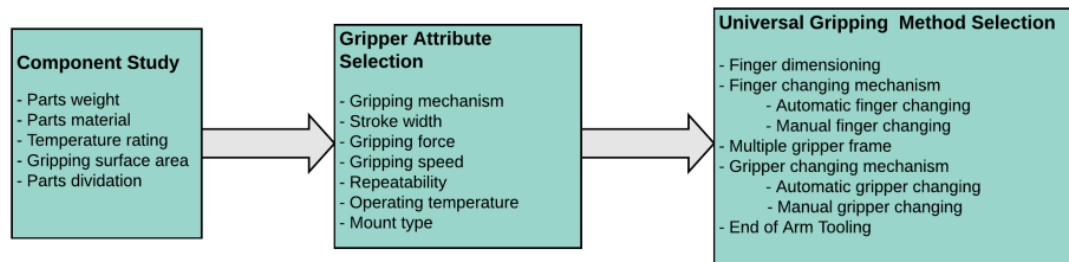 Component Study
- Parts weight
- Parts material
- Temperature rating
- Gripping surface area
- Parts dividation
Gripper Attribute
Selection
- Gripping mechanism
- Stroke width
- Gripping force
- Gripping speed
- Repeatability
- Operating temperature
- Mount type
Universal Gripping Method Selection
- Finger dimensioning
- Finger changing mechanism
- Automatic finger changing
- Manual finger changing
- Multiple gripper frame
- Gripper changing mechanism
- Automatic gripper changing
- Manual gripper changing
- End of Arm Tooling